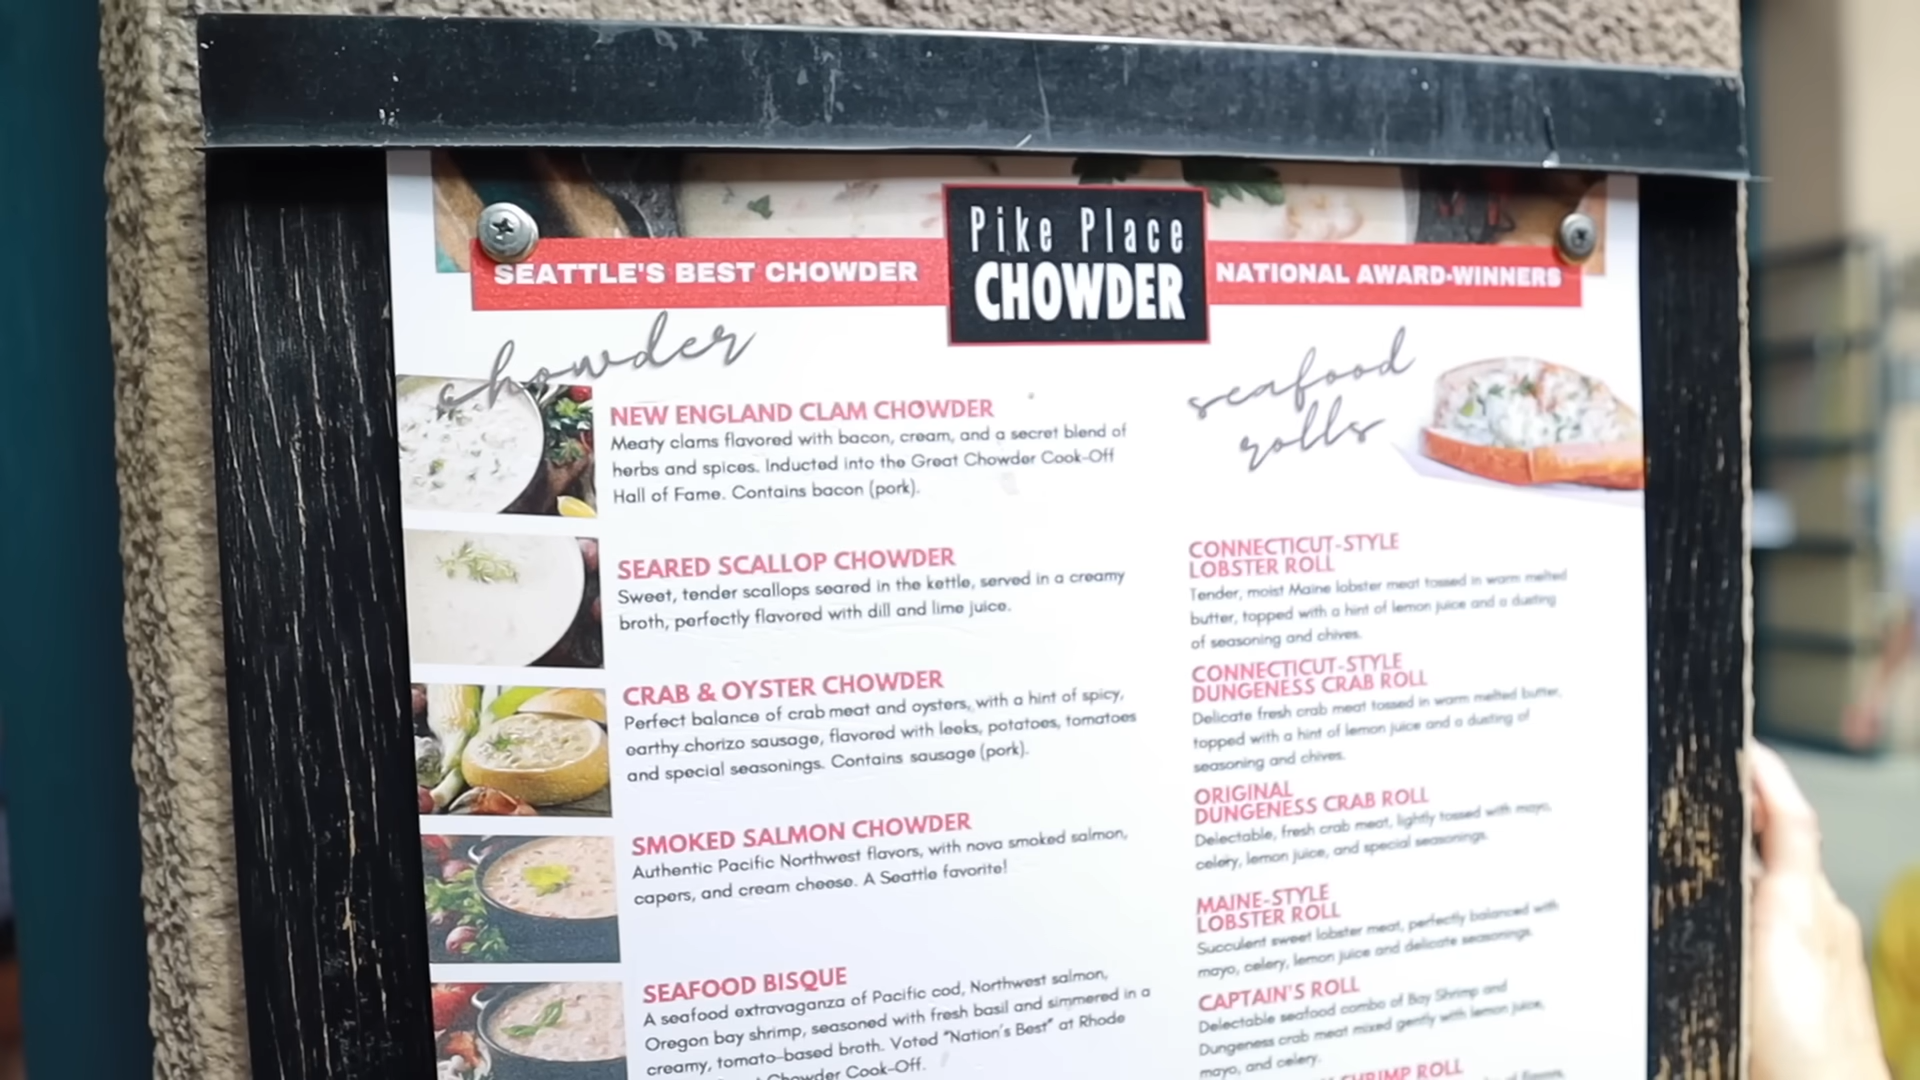 SEATTLE'S BEST CHOWDER
Pike Place
CHOWDER
NATIONAL AWARD-WINNERS
chowder
NEW ENGLAND CLAM CHOWDER
Meaty clams flavored with bacon, cream, and a secret blend of
herbs and spices. Inducted into the Great Chowder Cook-Off
Hall of Fame. Contains bacon (pork).
SEARED SCALLOP CHOWDER
Sweet, tender scallops seared in the kettle, served in a creamy
broth, perfectly flavored with dill and lime juice.
CRAB & OYSTER CHOWDER
Perfect balance of crab meat and oysters, with a hint of spicy,
earthy chorizo sausage, flavored with leeks, potatoes, tomatoes
and special seasonings. Contains sausage (pork).
SMOKED SALMON CHOWDER
Authentic Pacific Northwest flavors, with nova smoked salmon,
capers, and cream cheese. A Seattle favorite!
SEAFOOD BISQUE
A seafood extravaganza of Pacific cod, Northwest salmon,
Oregon bay shrimp, seasoned with fresh basil and simmered in a
creamy, tomato-based broth. Voted "Nation's Best" at Rhode
Chowder Cook-Off.
seafood
rolls
CONNECTICUT-STYLE
LOBSTER ROLL
Tender, moist Maine lobster meat tossed in warm melted
butter, topped with a hint of lemon juice and a dusting
of seasoning and chives.
CONNECTICUT-STYLE
DUNGENESS CRAB ROLL
Delicate fresh crab meat tossed in warm melted butter,
topped with a hint of lemon juice and a dusting of
seasoning and chives.
ORIGINAL
DUNGENESS CRAB ROLL
Delectable, fresh crab meat, lightly tossed with mayo,
celery, lemon juice, and special seasonings.
MAINE-STYLE
LOBSTER ROLL
Succulent sweet lobster meat, perfectly balanced with
mayo, celery, lemon juice and delicate seasonings.
CAPTAIN'S ROLL
Delectable seafood combo of Bay Shrimp and
Dungeness crab meat mixed gently with lemon juice,
mayo, and celery.
SHRIMP ROLL